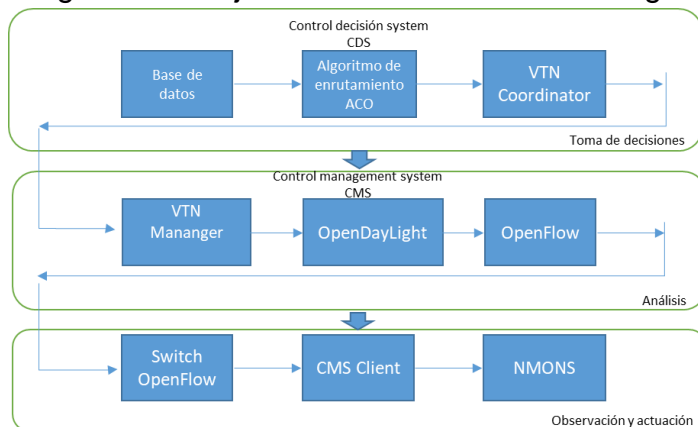 Control decisión system
CDS
Base de
datos
Algoritmo de
enrutamiento
ACO
VTN
Coordinator
Toma de decisiones
Control management system
CMS
VTN
Mananger
OpenDayLight
OpenFlow
Análisis
Switch
OpenFlow
CMS Client
NMONS
Observación y actuación